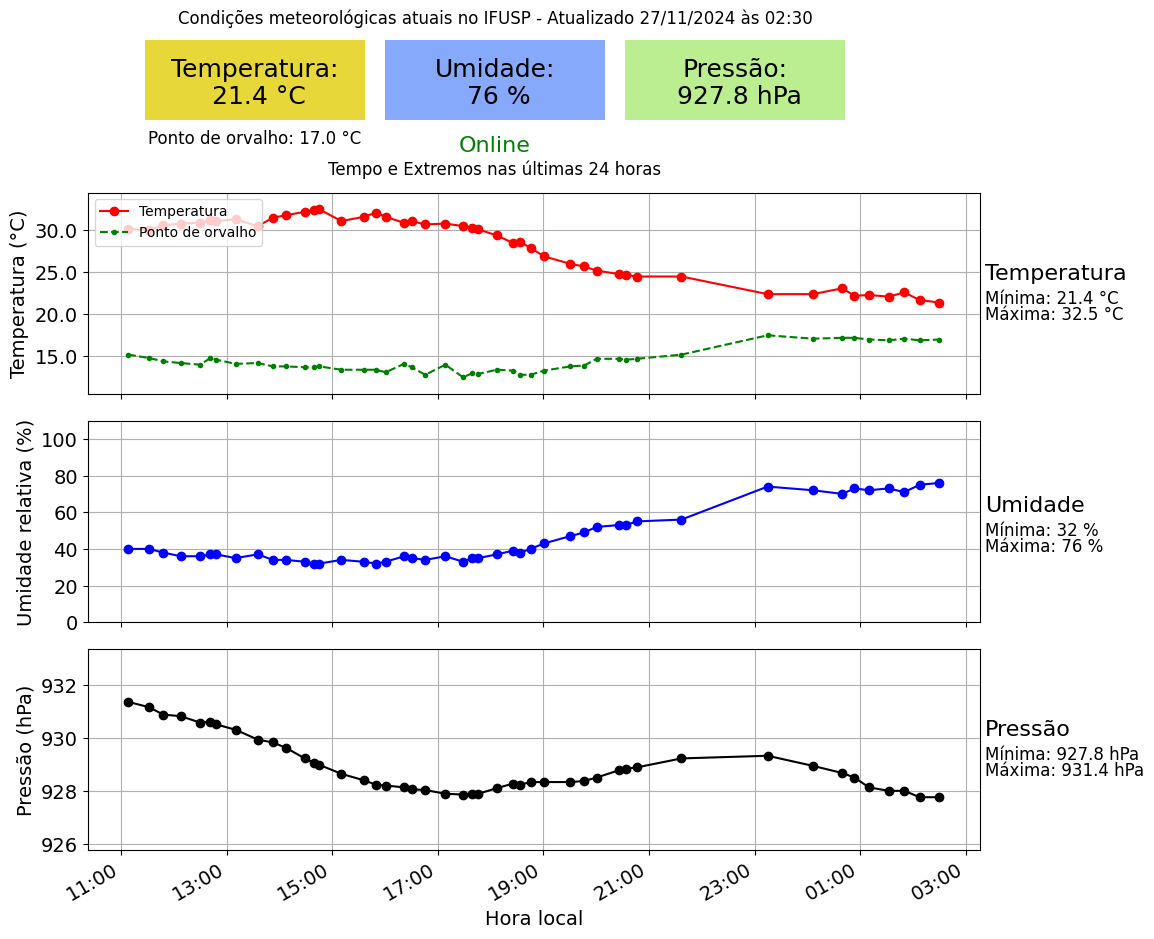 Condições meteorológicas atuais no IFUSP - Atualizado 27/11/2024 às 02:30
Temperatura:
21.4 °C
Umidade:
76 %
Pressão:
927.8 hPa
Ponto de orvalho: 17.0 °C
Online
Tempo e Extremos nas últimas 24 horas
Temperatura (°C)
30.0
25.0
20.0
15.0
Temperatura
Ponto de orvalho
Temperatura
Mínima: 21.4 °C
Máxima: 32.5 °C
Umidade relativa (%)
100
80
60
40
20
0
Umidade
Mínima: 32 %
Máxima: 76 %
Pressão (hPa)
932
930
928
926
Pressão
Mínima: 927.8 hPa
Máxima: 931.4 hPa
11:00
13:00
15:00
17:00
19:00
21:00
23:00
01:00
03:00
Hora local